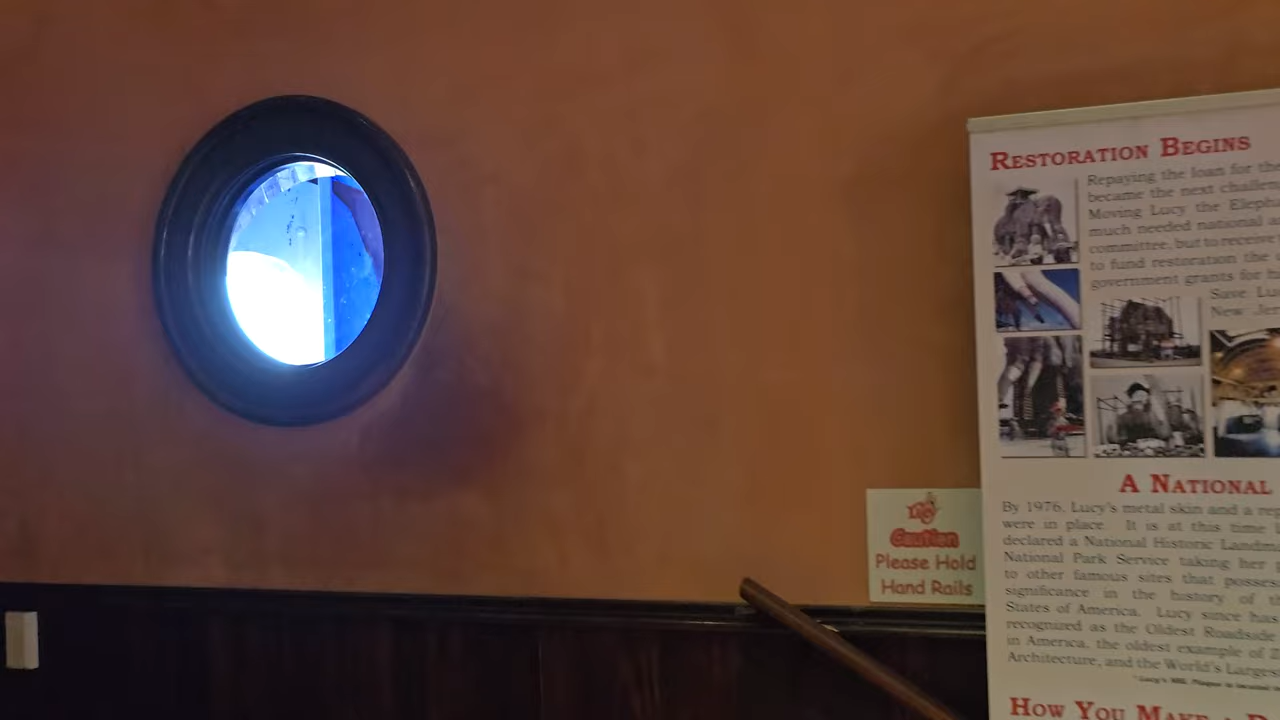 RESTORATION BEGINS
Repaying the loan for the
became the next challen
Moving Lucy the Eleph
much needed national a
committee, but to receive
to fund restoration the
government grants for h
Save Lu
New Jer
Caution
Please Hold
Hand Rails
A NATIONAL
By 1976, Lucy's metal skin and a re
were in place. It is at this time
declared a National Historic Landm
National Park Service taking her
to other famous sites that posses
significance in the history of t
States of America. Lucy since has
recognized as the Oldest Roadside
in America, the oldest example of Z
Architecture, and the World's Larges
HOW YOU MAKE